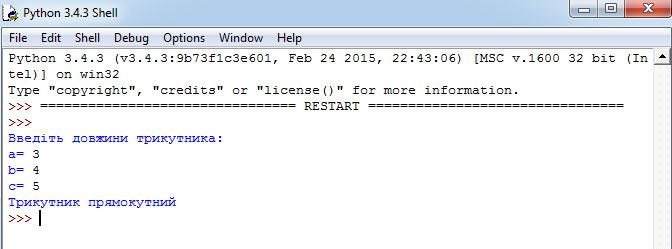 Python 3.4.3 Shell
File Edit Shell Debug Options Window Help
Python 3.4.3 (v3.4.3:9b73f1c3e601, Feb 24 2015, 22:43:06) [MSC v.1600 32 bit (In
tel)] on win32
Type "copyright", "credits" or "license()" for more information.
>>> ================================ RESTART ================================
>>>
Введіть довжини трикутника:
a= 3
b= 4
c= 5
Трикутник прямокутний
>>>